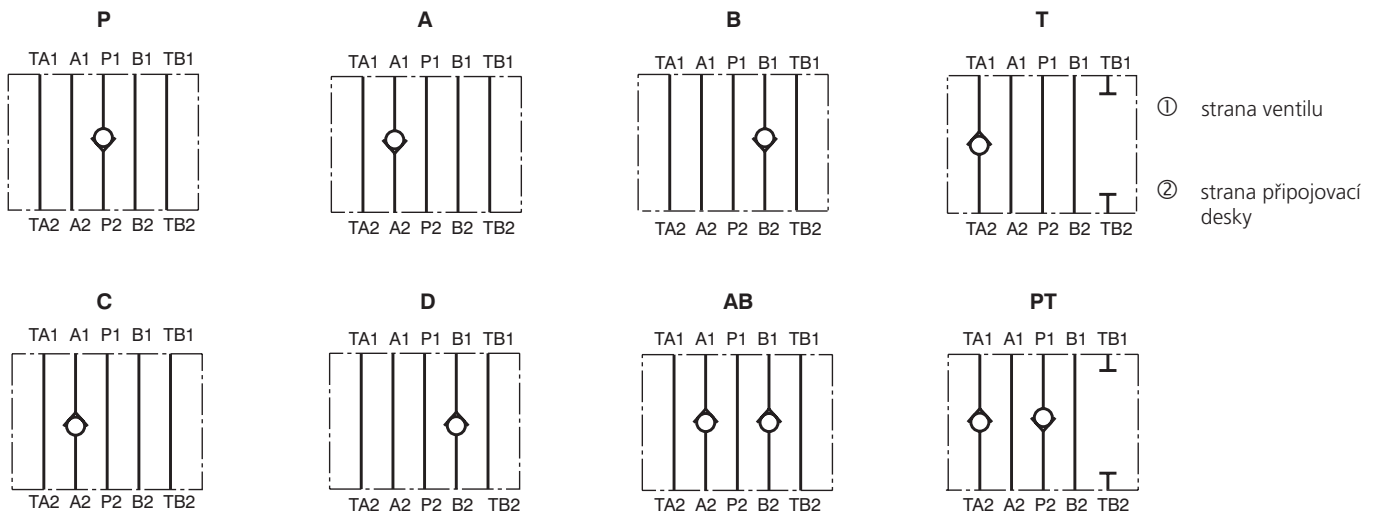 P A B T
TA1 A1 P1 B1 TB1 TA1 A1 P1 B1 TB1 TA1 A1 P1 B1 TB1 TA1 A1 P1 B1 TB1
① strana ventilu
② strana připojovací
desky
TA2 A2 P2 B2 TB2 TA2 A2 P2 B2 TB2 TA2 A2 P2 B2 TB2 TA2 A2 P2 B2 TB2
C D AB PT
TA1 A1 P1 B1 TB1 TA1 A1 P1 B1 TB1 TA1 A1 P1 B1 TB1 TA1 A1 P1 B1 TB1
TA2 A2 P2 B2 TB2 TA2 A2 P2 B2 TB2 TA2 A2 P2 B2 TB2 TA2 A2 P2 B2 TB2